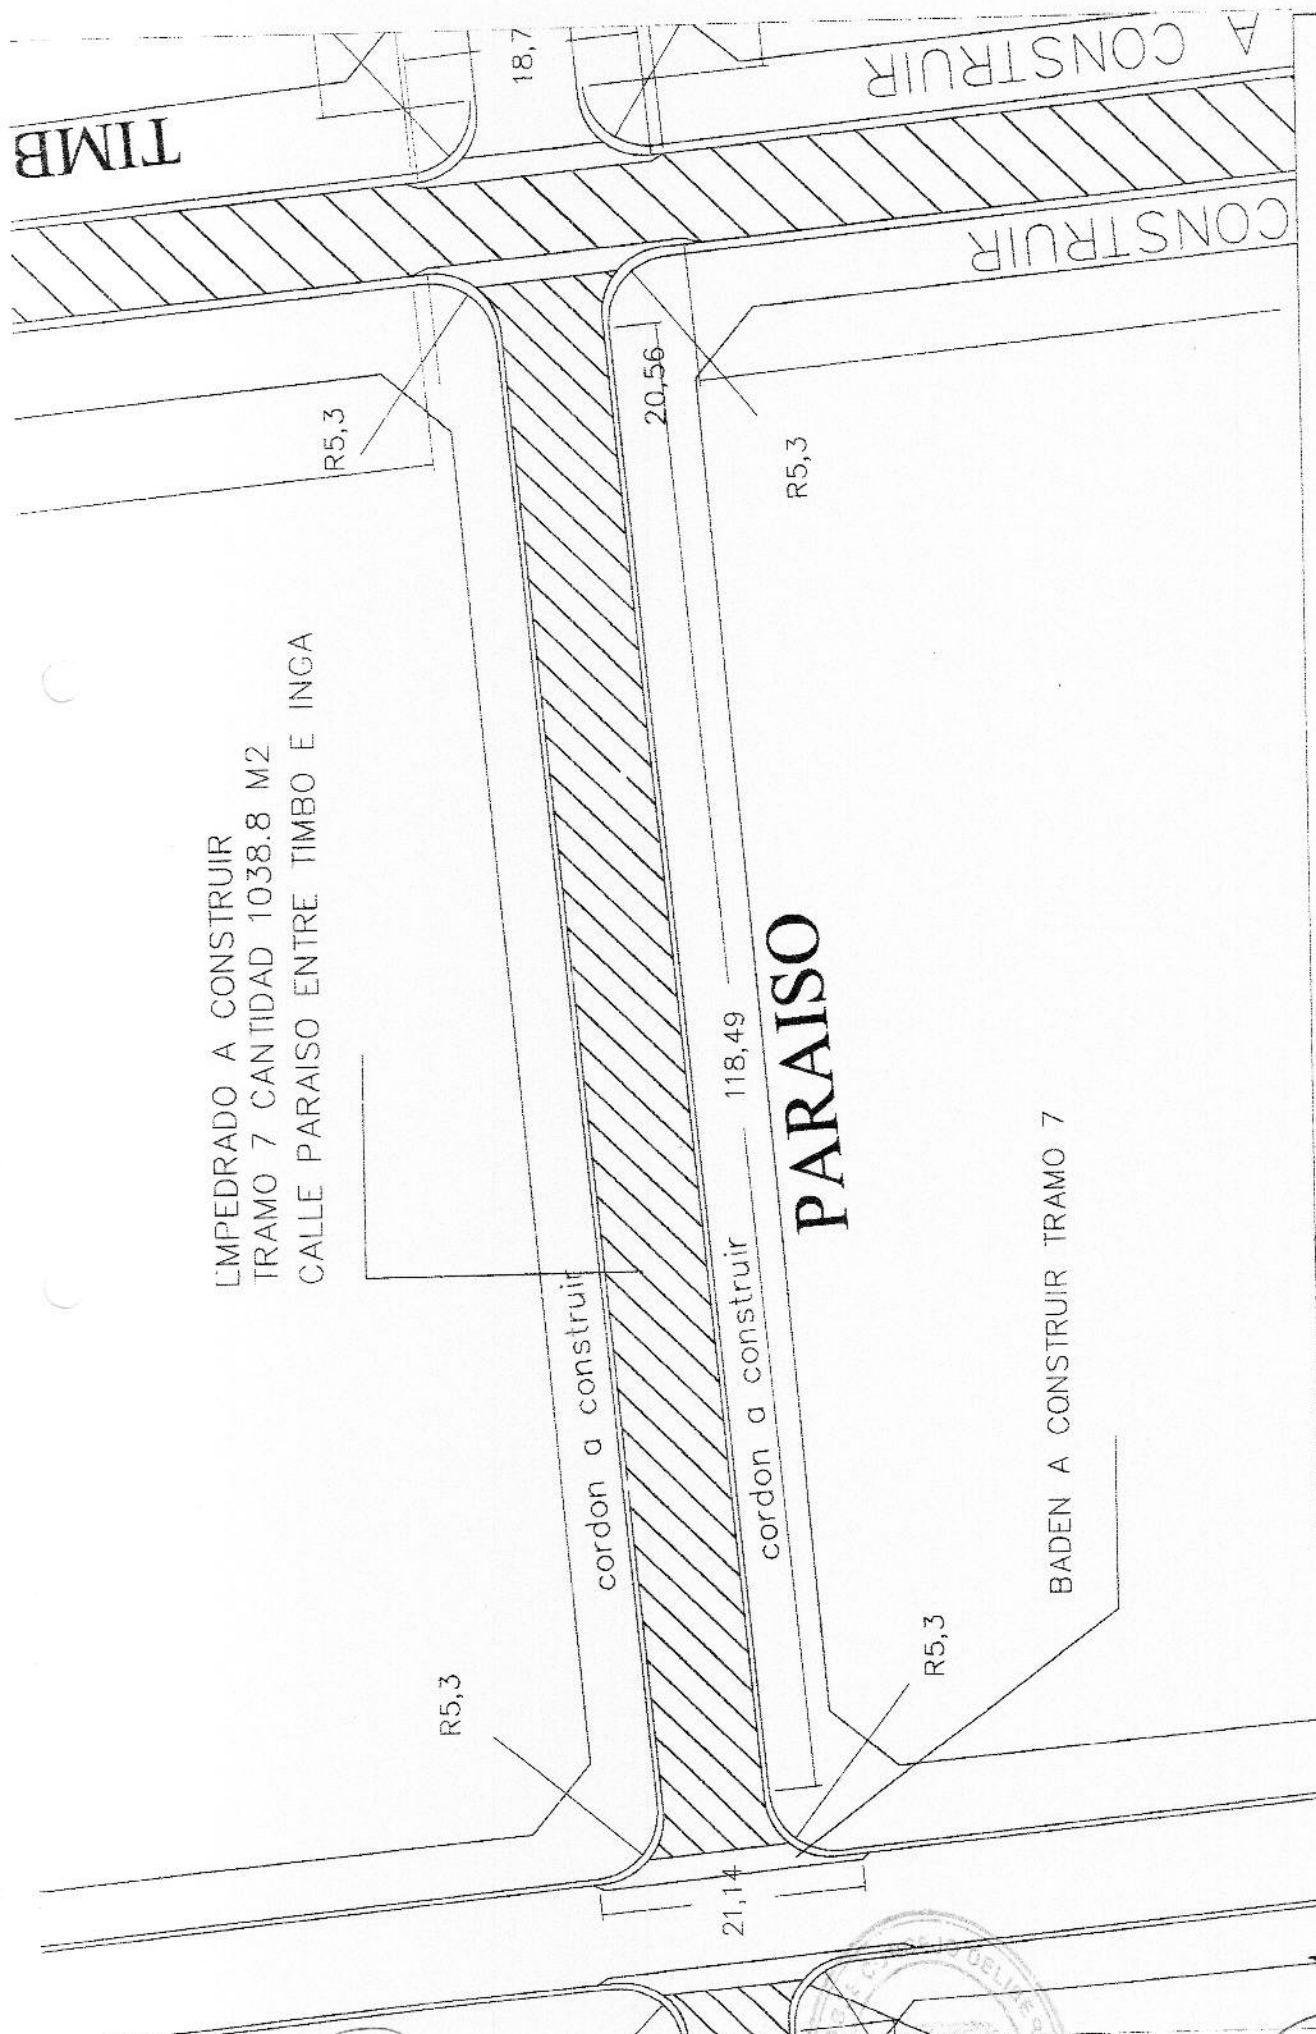 TIMB
18,7
A CONSTRUIR
CONSTRUIR
R5,3
20,56
R5,3
EMPEDRADO A CONSTRUIR
TRAMO 7 CANTIDAD 1038.8 M2
CALLE PARAISO ENTRE TIMBO E INGA
118,49
PARAISO
cordon a construir
cordon a construir
BADEN A CONSTRUIR TRAMO 7
R5,3
R5,3
21,14